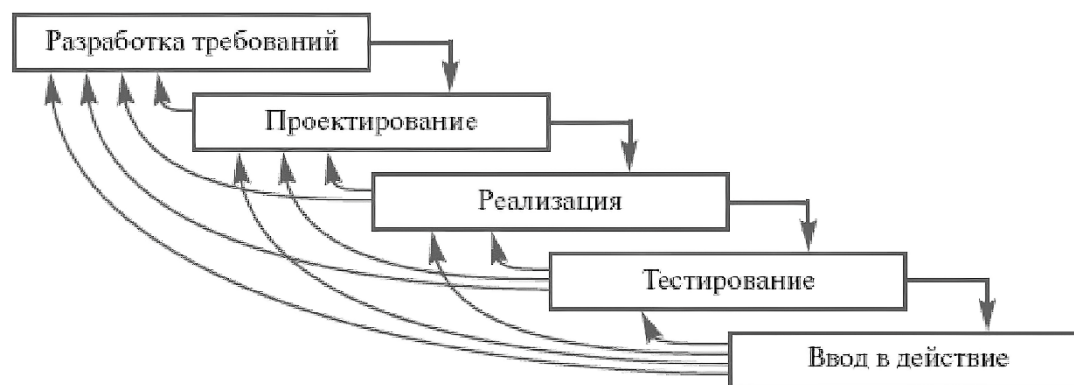 Разработка требований
Проектирование
Реализация
Тестирование
Ввод в действие